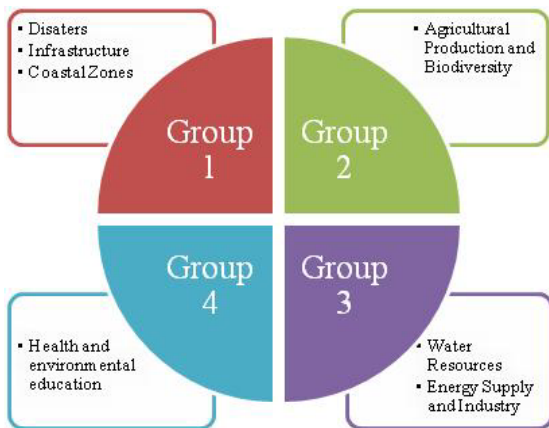 ▪ Disaters
▪ Infrastructure
▪ Coastal Zones
▪ Agricultural
Production and
Biodiversity
Group
1
Group
2
Group
4
Group
3
▪ Health and
environmental
education
▪ Water
Resources
▪ Energy Supply
and Industry